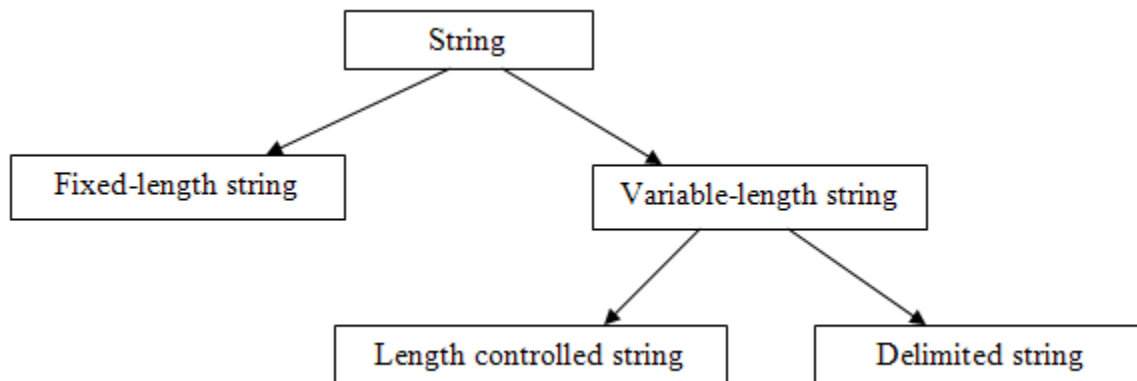 String
Fixed-length string
Variable-length string
Length controlled string
Delimited string